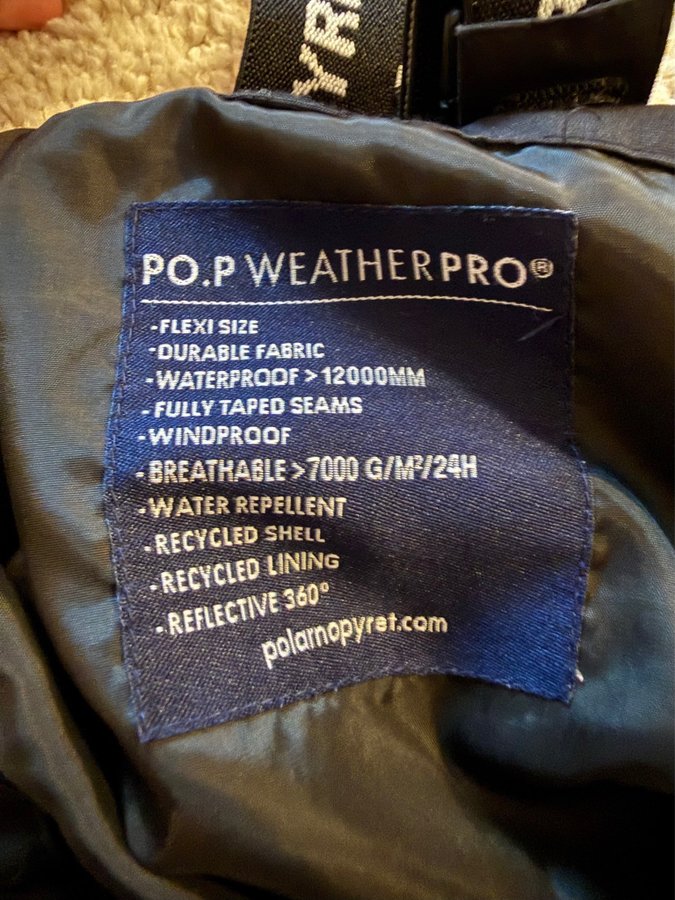 YR
PO.P WEATHERPRO®
-FLEXI SIZE
-DURABLE FABRIC
-WATERPROOF > 12000MM
-FULLY TAPED SEAMS
-WINDPROOF
-BREATHABLE>7000 G/M²/24H
-WATER REPELLENT
-RECYCLED SHELL
-RECYCLED LINING
-REFLECTIVE 360°
polarnopyret.com